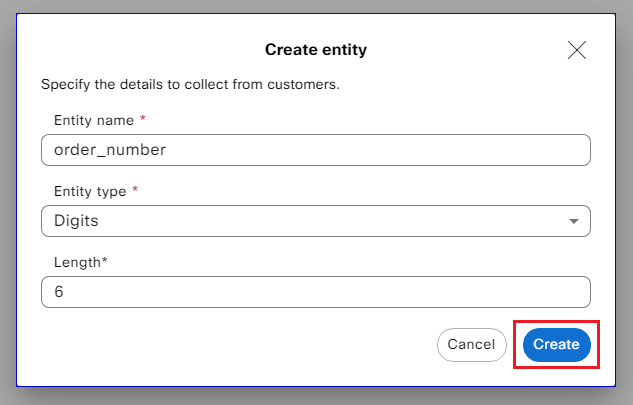 Create entity
Specify the details to collect from customers.
Entity name *
order_number
Entity type *
Digits
Length*
6
Cancel Create